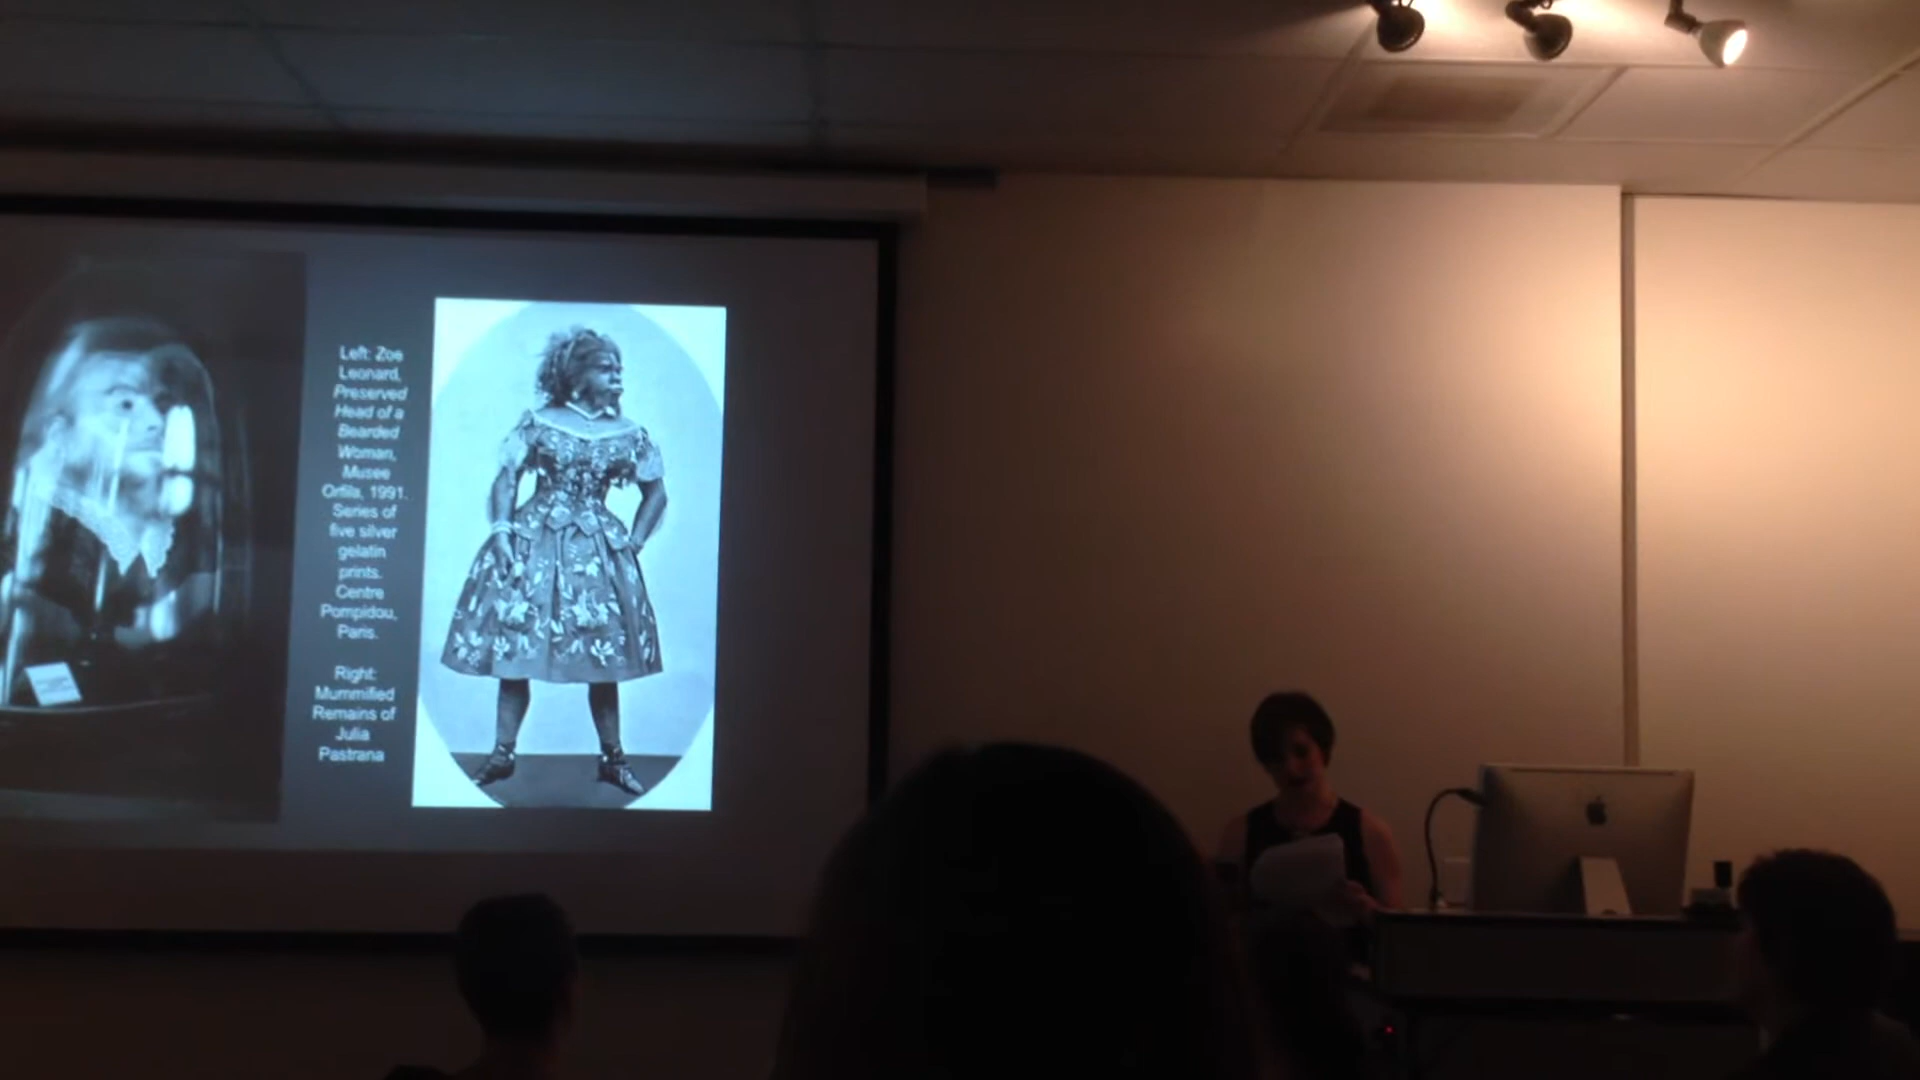 Left: Zoe
Leonard,
Preserved
Head of a
Bearded
Woman,
Musee
Orfila, 1991.
Series of
five silver
gelatin
prints.
Centre
Pompidou,
Paris.
Right:
Mummified
Remains of
Julia
Pastrana